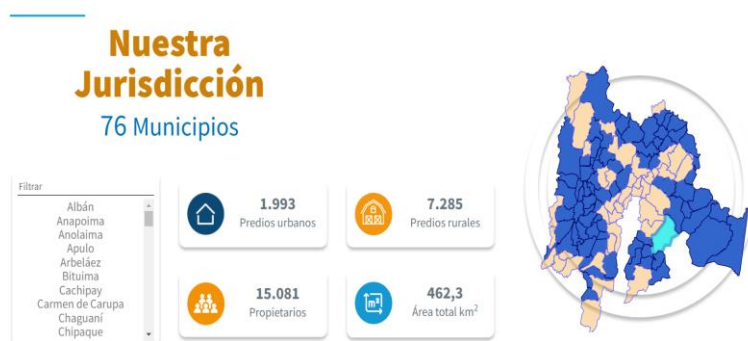 Nuestra
Jurisdicción
76 Municipios
Filtrar
Albán
Anapoima
Anolaima
Apulo
Arbeláez
Bituima
Cachipay
Carmen de Carupa
Chaguaní
Chipaque
1.993
Predios urbanos
7.285
Predios rurales
15.081
Propietarios
m²
462,3
Área total km²